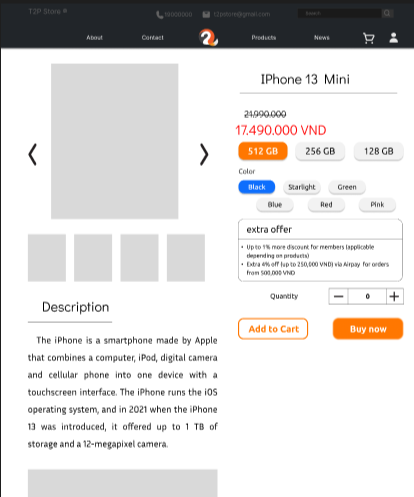 T2P Store ®
19001000
t2pstore@gmail.com
Search
About
Contact
Products
News
IPhone 13 Mini
21.990.000
17.490.000 VND
512 GB
256 GB
128 GB
Color
Black
Starlight
Green
Blue
Red
Pink
extra offer
• Up to 1% more discount for members (applicable
depending on products)
• Extra 4% off (up to 250,000 VND) via Airpay for orders
from 500,000 VND
Quantity
0
Add to Cart
Buy now
Description
The iPhone is a smartphone made by Apple
that combines a computer, iPod, digital camera
and cellular phone into one device with a
touchscreen interface. The iPhone runs the iOS
operating system, and in 2021 when the iPhone
13 was introduced, it offered up to 1 TB of
storage and a 12-megapixel camera.